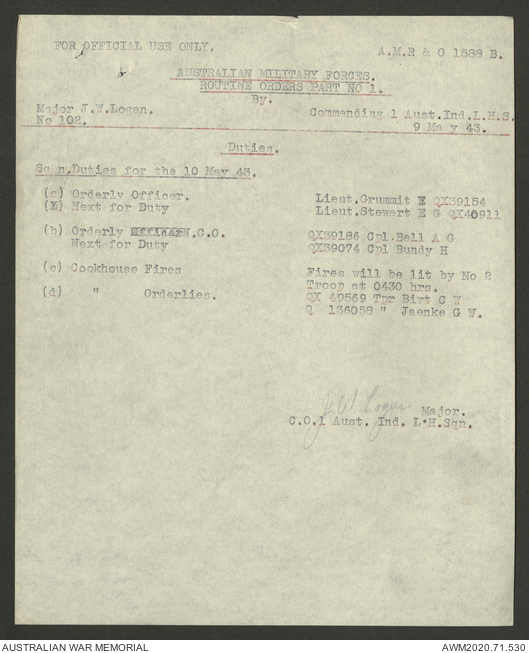 FOR OFFICIAL USE ONLY.
A.M.R & O 1588 B.
AUSTRALIAN MILITARY FORCES.
ROUTINE ORDERS PART NO 1.
By.
Major J.W.Logan. Commanding 1 Aust.Ind.L.H.S.
No 102. 9 Ma y 43.
Duties.
Sq n.Duties for the 10 May 43.
(a) Orderly Officer. Lieut.Grummit E QX39154
(b) Next for Duty Lieut.Stewart E G QX40911
(b) Orderly Officer N.C.O. QX39186 Cpl.Bell A G
Next for Duty QX39074 Cpl Bundy H
(c) Cookhouse Fires Fires will be lit by No 2
Troop at 0430 hrs.
(d) " Orderlies. QX 49569 Tpr Birt C W
Q 136058 " Jaenke G W.
J W Logan Major.
C.O.1 Aust. Ind. L.H.Sqn.
AUSTRALIAN WAR MEMORIAL AWM2020.71.530